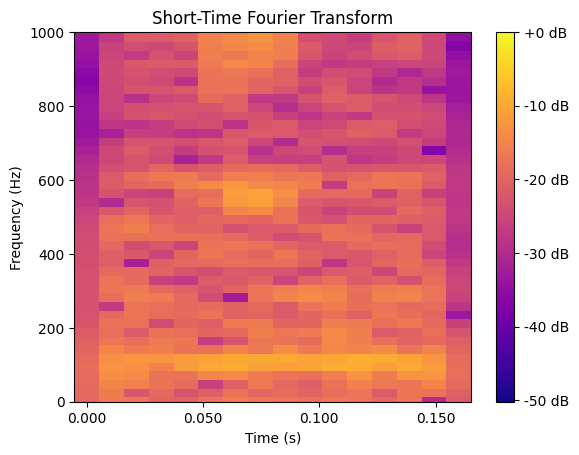 Short-Time Fourier Transform
1000
800
600
400
200
0
Frequency (Hz)
0.000
0.050
0.100
0.150
Time (s)
+0 dB
-10 dB
-20 dB
-30 dB
-40 dB
-50 dB